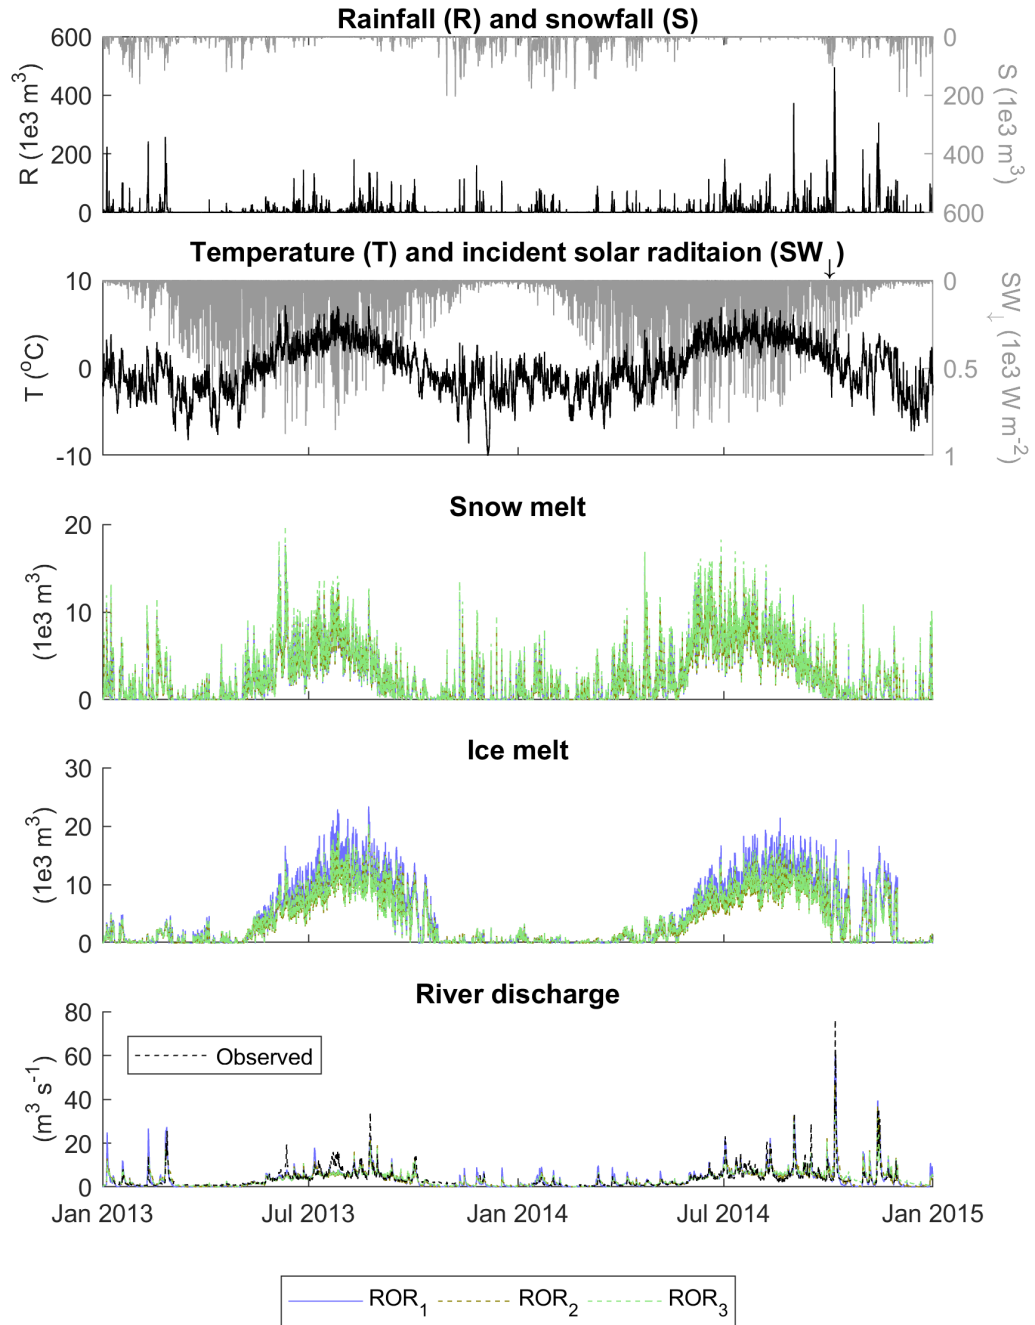 Rainfall (R) and snowfall (S)
600
400
200
0
R (1e3 m³)
0
200
400
600
S (1e3 m³)
Temperature (T) and incident solar raditaion (SW↓)
10
0
-10
T (°C)
0
0.5
1
SW↓ (1e3 W m⁻²)
Snow melt
20
10
0
(1e3 m³)
Ice melt
30
20
10
0
(1e3 m³)
River discharge
80
60
40
20
0
(m³ s⁻¹)
Observed
Jan 2013 Jul 2013 Jan 2014 Jul 2014 Jan 2015
ROR₁ ROR₂ ROR₃